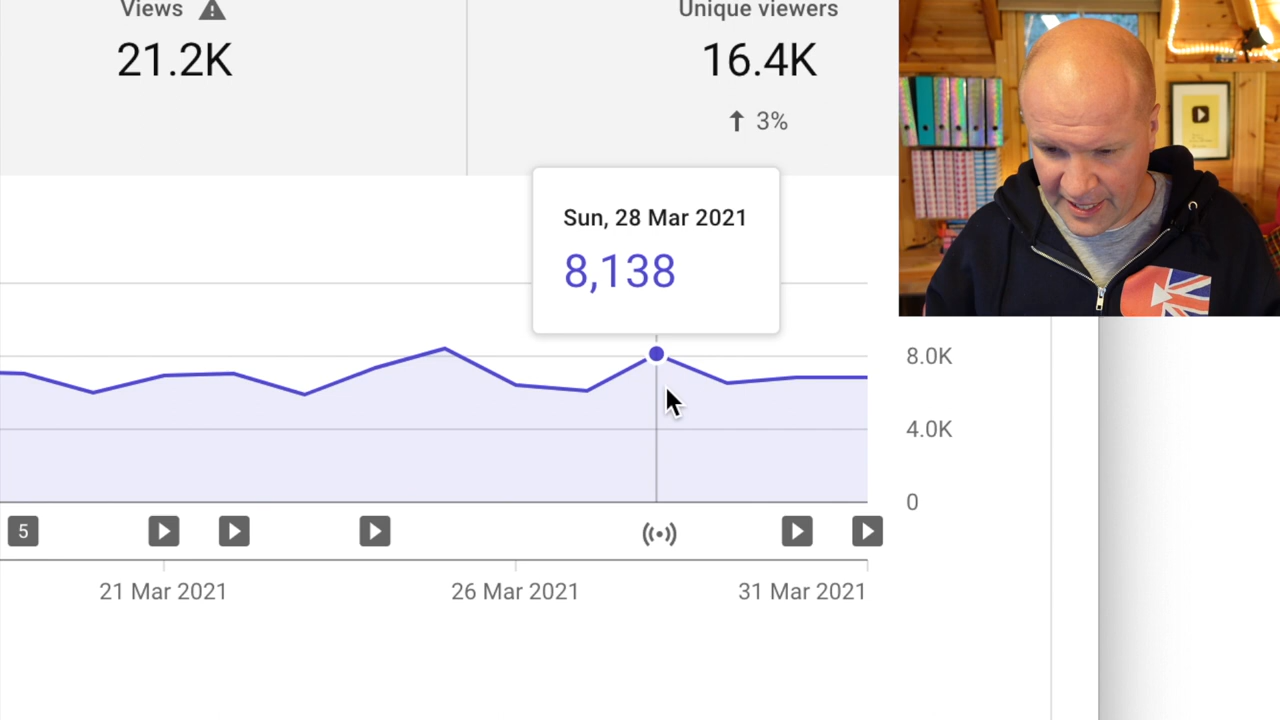 Views
Unique viewers
21.2K
16.4K
3%
Sun, 28 Mar 2021
8,138
8.0K
4.0K
0
5
21 Mar 2021
26 Mar 2021
31 Mar 2021